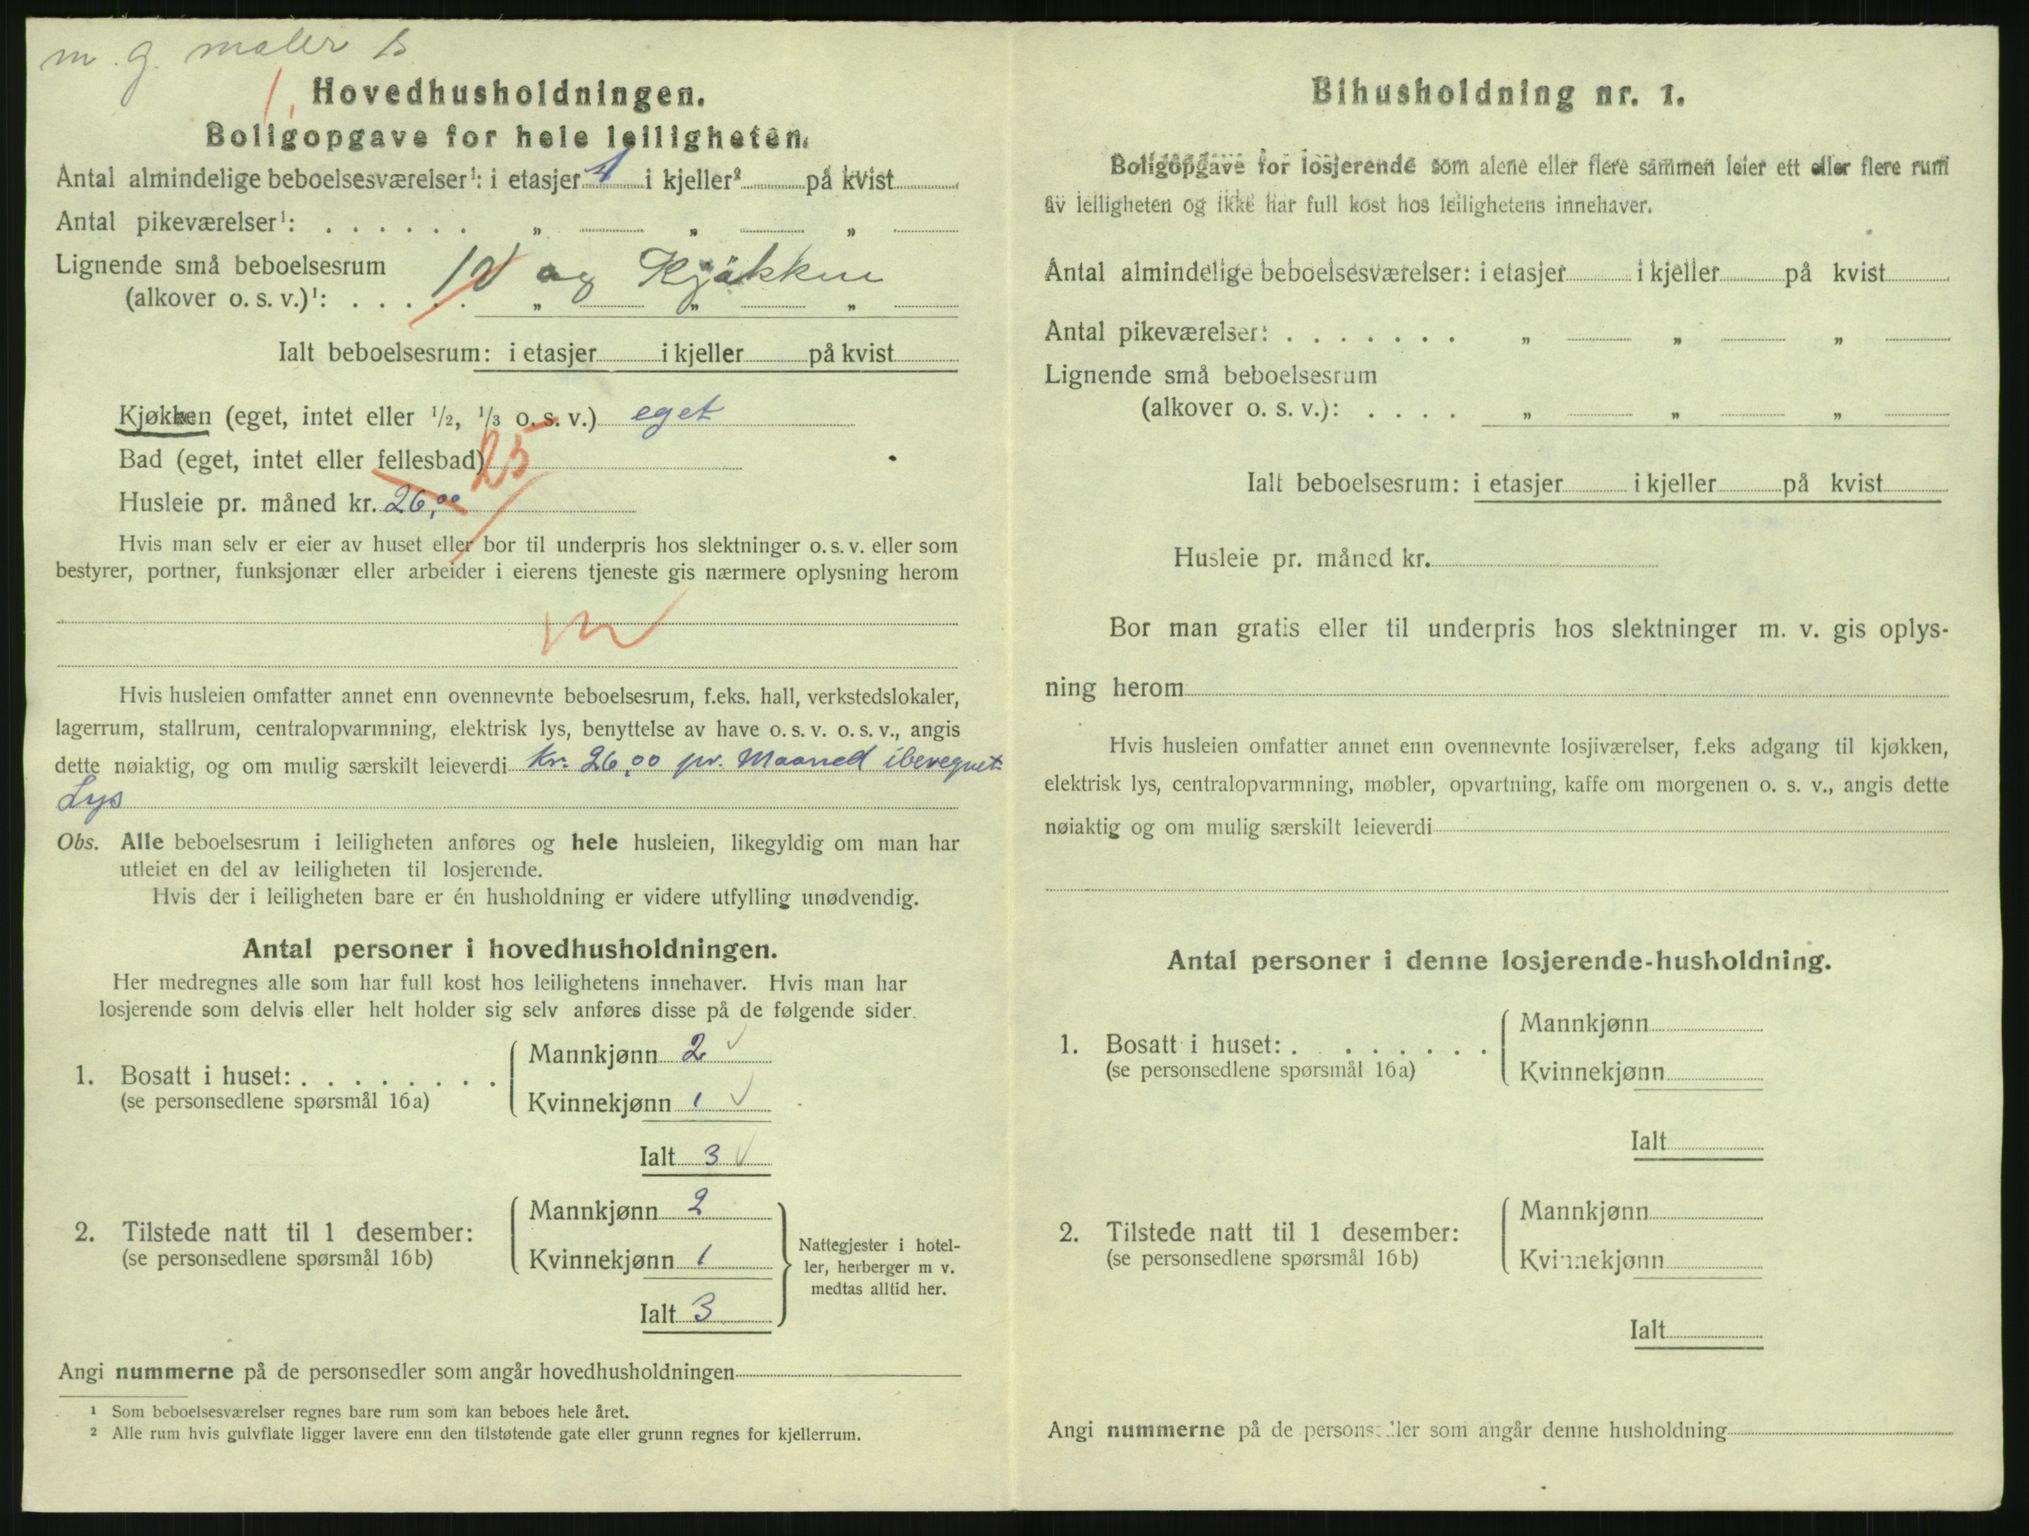 m. g. maler B.
1.
Hovedhusholdningen.
Boligopgave for hele leiligheten.
Antal almindelige beboelsesværelser¹: i etasjer 1 i kjeller² på kvist
Antal pikeværelser¹: . . . . . . „ „ „
Lignende små beboelsesrum
1 og Kjökken
(alkover o. s. v.)¹: . . . . . „ „ „
Ialt beboelsesrum: i etasjer i kjeller på kvist
Kjøkken (eget, intet eller 1/2, 1/3 o. s. v.) eget
Bad (eget, intet eller fellesbad) 25
Husleie pr. måned kr. 26,00
Hvis man selv er eier av huset eller bor til underpris hos slektninger o. s. v. eller som
bestyrer, portner, funksjonær eller arbeider i eierens tjeneste gis nærmere oplysning herom
Hvis husleien omfatter annet enn ovennevnte beboelsesrum, f.eks. hall, verkstedslokaler,
lagerrum, stallrum, centralopvarmning, elektrisk lys, benyttelse av have o. s. v. o. s. v., angis
dette nøiaktig, og om mulig særskilt leieverdi kr. 26,00 pr. Maaned iberegnet
Lys
Obs. Alle beboelsesrum i leiligheten anføres og hele husleien, likegyldig om man har
utleiet en del av leiligheten til losjerende.
Hvis der i leiligheten bare er én husholdning er videre utfylling unødvendig.
Antal personer i hovedhusholdningen.
Her medregnes alle som har full kost hos leilighetens innehaver. Hvis man har
losjerende som delvis eller helt holder sig selv anføres disse på de følgende sider.
1. Bosatt i huset: . . . . . . . .
(se personsedlene spørsmål 16a)
Mannkjønn 2
Kvinnekjønn 1
Ialt 3
2. Tilstede natt til 1 desember:
(se personsedlene spørsmål 16b)
Mannkjønn 2
Kvinnekjønn 1
Ialt 3
Nattegjester i hotel-
ler, herberger m v.
medtas alltid her.
Angi nummerne på de personsedler som angår hovedhusholdningen
¹ Som beboelsesværelser regnes bare rum som kan beboes hele året.
² Alle rum hvis gulvflate ligger lavere enn den tilstøtende gate eller grunn regnes for kjellerrum.
Bihusholdning nr. 1.
Boligopgave for losjerende som alene eller flere sammen leier ett eller flere rum
av leiligheten og ikke har full kost hos leilighetens innehaver.
Antal almindelige beboelsesværelser: i etasjer i kjeller på kvist
Antal pikeværelser: . . . . . . . „ „ „
Lignende små beboelsesrum
(alkover o. s. v.): . . . . „ „ „
Ialt beboelsesrum: i etasjer i kjeller på kvist
Husleie pr. måned kr.
Bor man gratis eller til underpris hos slektninger m. v. gis oplys-
ning herom
Hvis husleien omfatter annet enn ovennevnte losjiværelser, f.eks adgang til kjøkken,
elektrisk lys, centralopvarmning, møbler, opvartning, kaffe om morgenen o. s. v., angis dette
nøiaktig og om mulig særskilt leieverdi
Antal personer i denne losjerende-husholdning.
1. Bosatt i huset: . . . . . . .
(se personsedlene spørsmål 16a)
Mannkjønn
Kvinnekjønn
Ialt
2. Tilstede natt til 1 desember:
(se personsedlene spørsmål 16b)
Mannkjønn
Kvinnekjønn
Ialt
Angi nummerne på de personsedler som angår denne husholdning